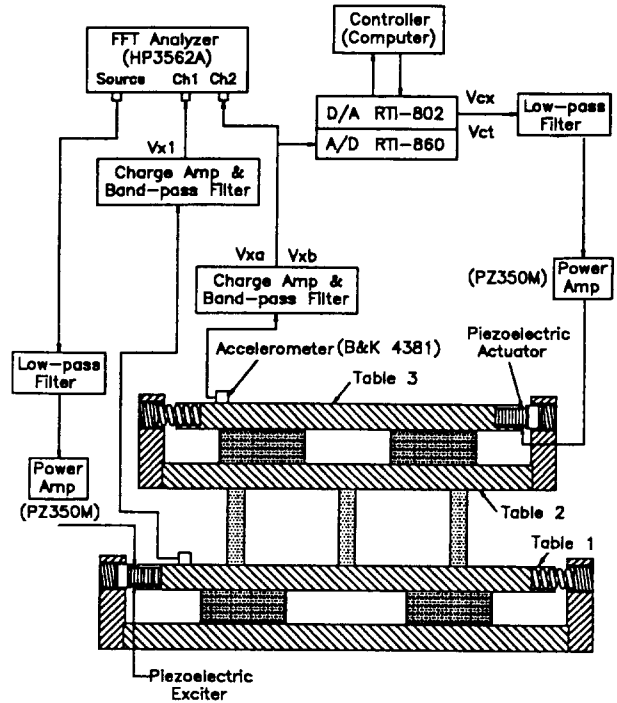 FFT Analyzer
(HP3562A)
Source Ch1 Ch2
Controller
(Computer)
D/A RTI-802
A/D RTI-860
Vcx
Vct
Low-pass
Filter
Vx1
Charge Amp &
Band-pass Filter
Vxa Vxb
Charge Amp &
Band-pass Filter
(PZ350M)
Power
Amp
Low-pass
Filter
Accelerometer (B&K 4381)
Piezoelectric
Actuator
Table 3
Power
Amp
(PZ350M)
Table 2
Table 1
Piezoelectric
Exciter